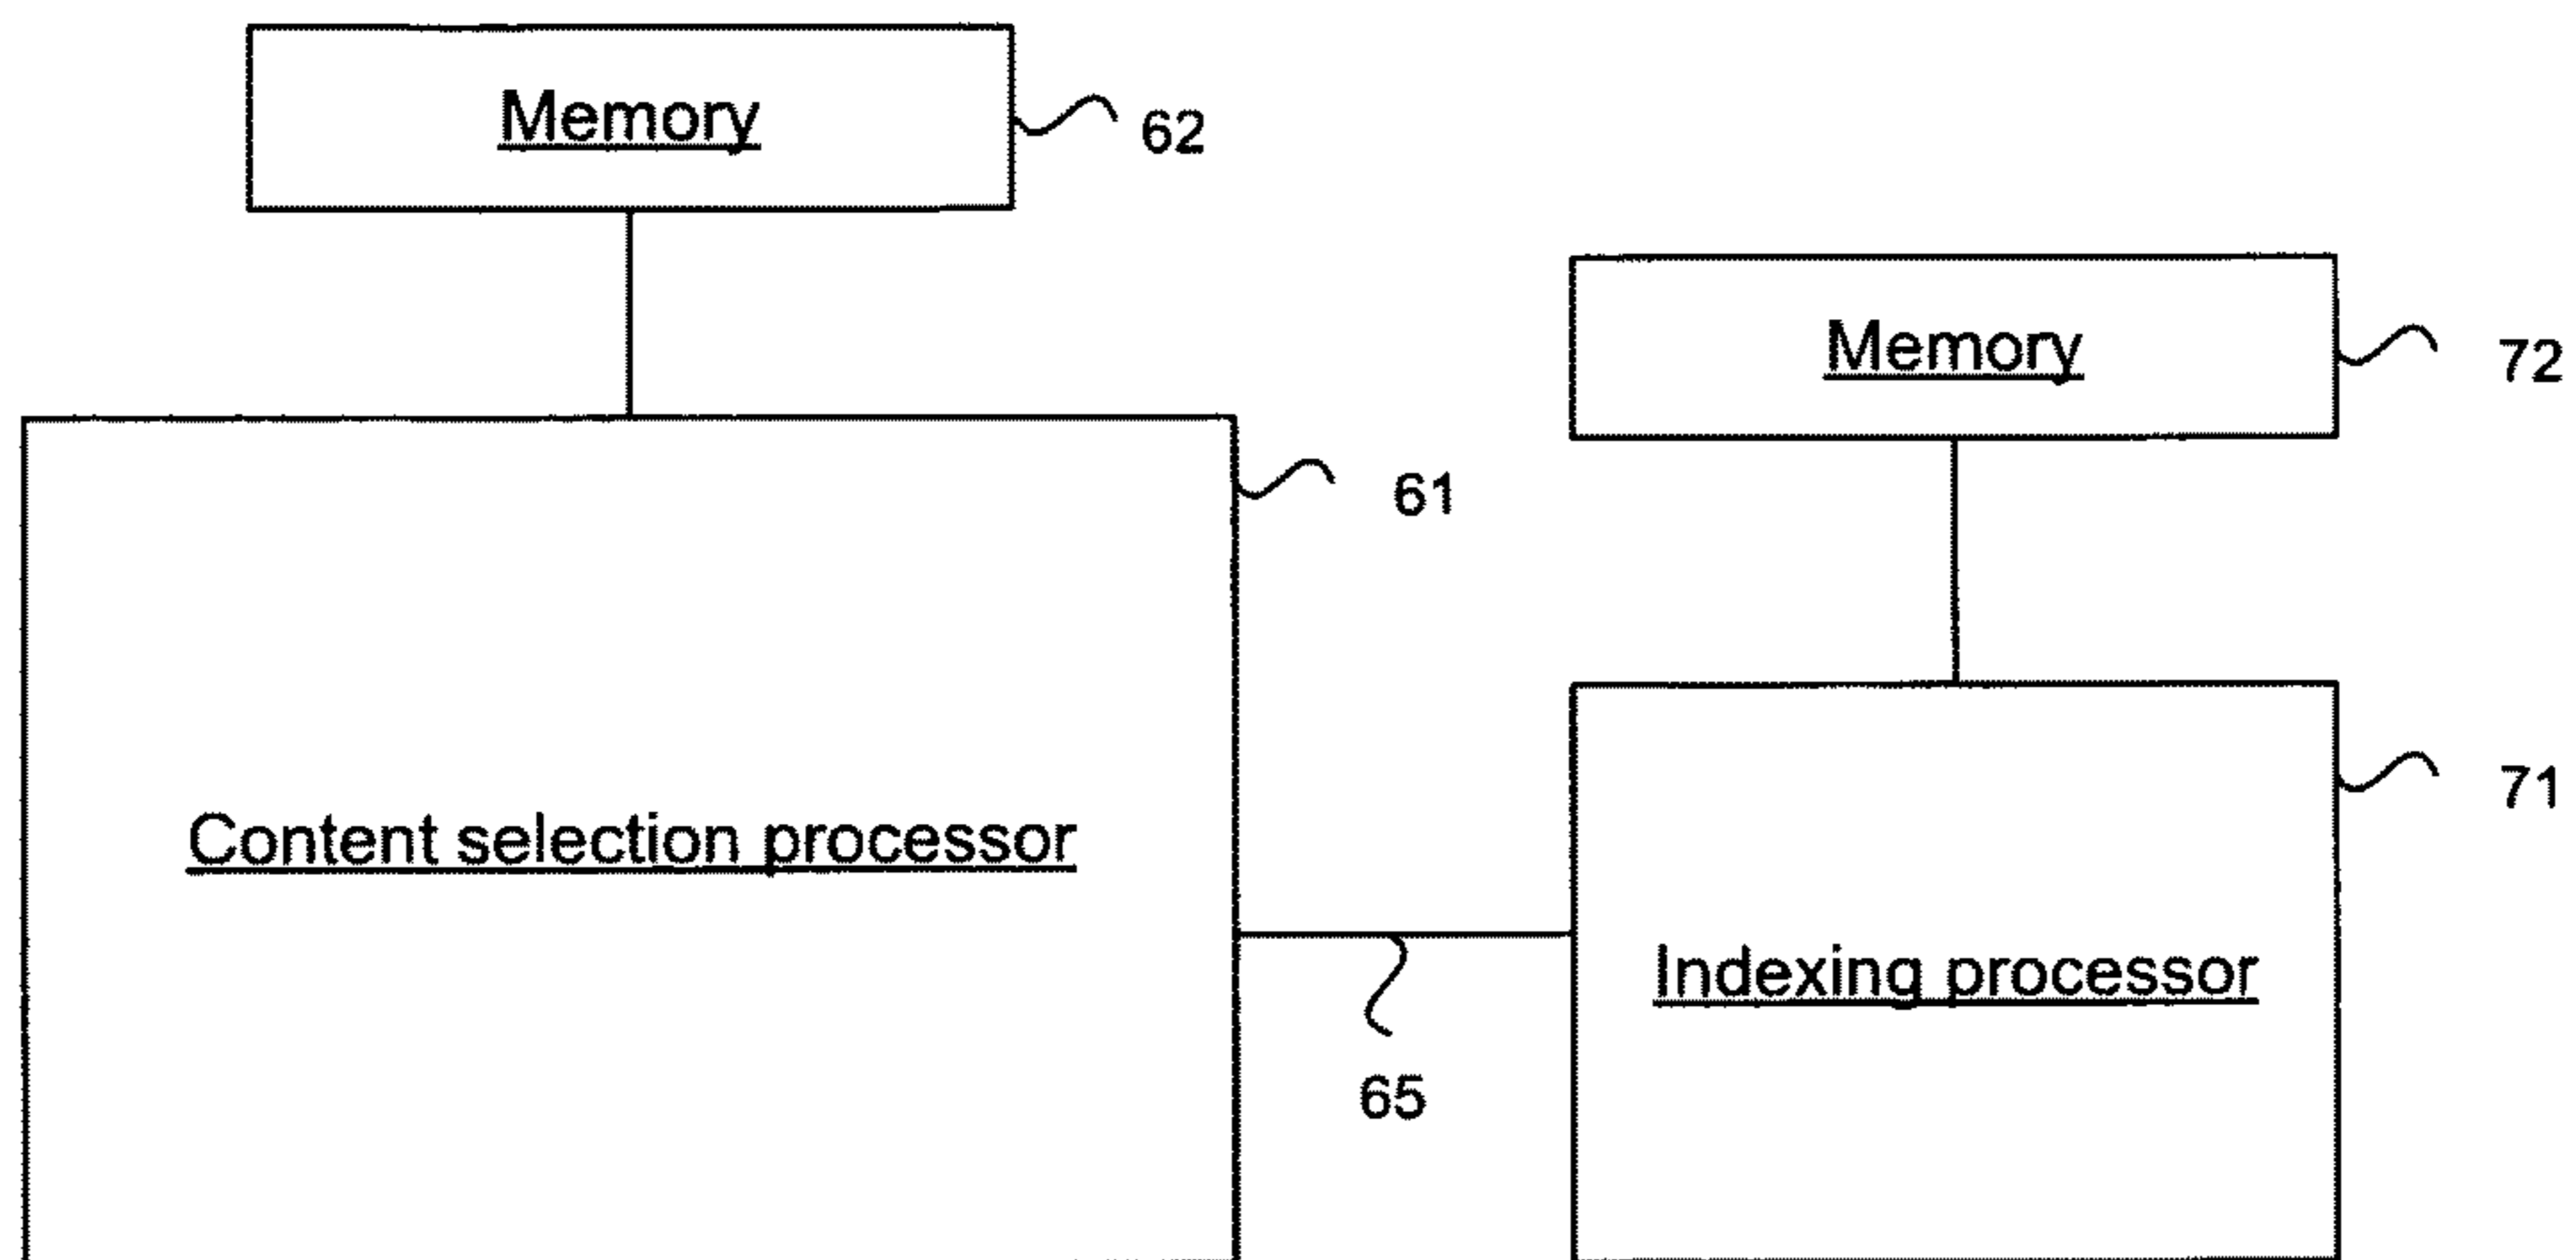 Memory
62
Memory
72
61
71
Content selection processor
Indexing processor
65